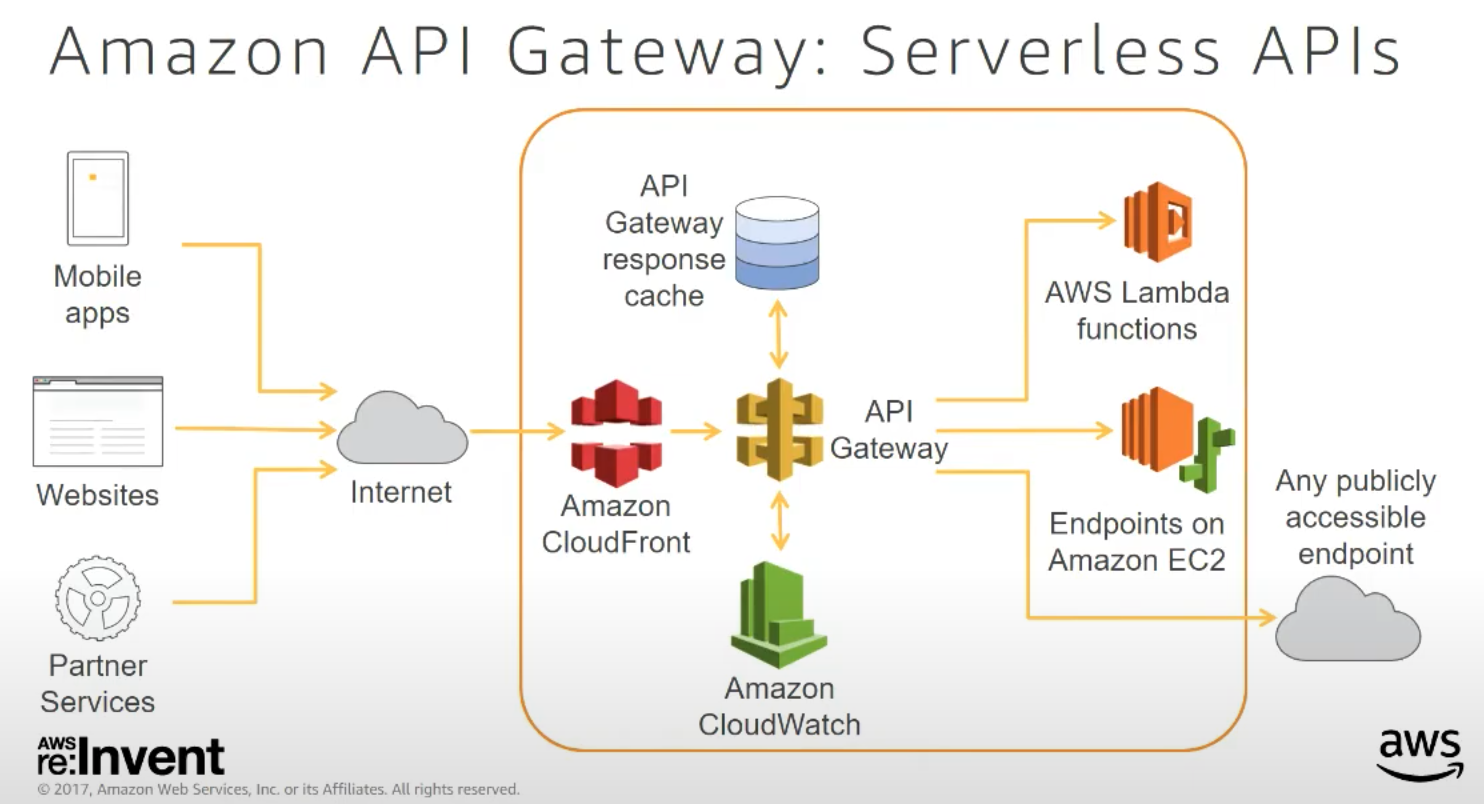 Amazon API Gateway: Serverless APIs
Mobile
apps
Websites
Partner
Services
Internet
Amazon
CloudFront
API
Gateway
response
cache
API
Gateway
Amazon
CloudWatch
AWS Lambda
functions
Endpoints on
Amazon EC2
Any publicly
accessible
endpoint
AWS
re:Invent
© 2017, Amazon Web Services, Inc. or its Affiliates. All rights reserved.
aws